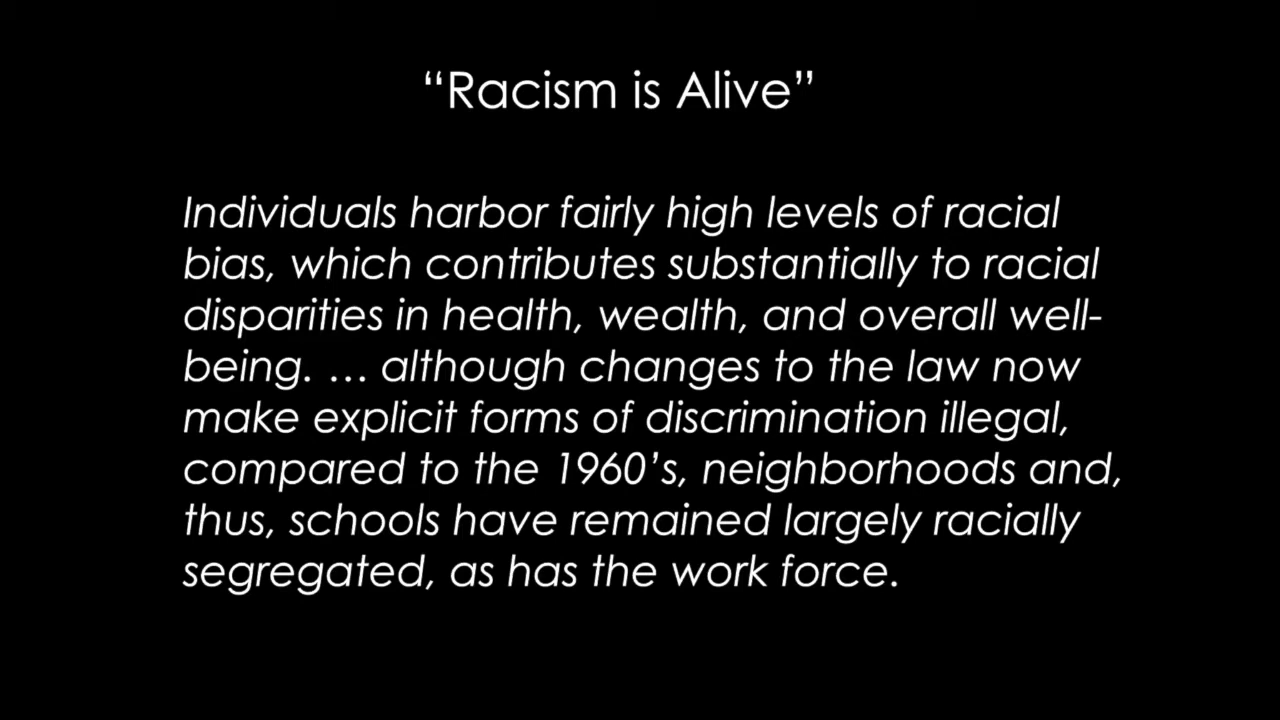 “Racism is Alive”
Individuals harbor fairly high levels of racial
bias, which contributes substantially to racial
disparities in health, wealth, and overall well-
being. … although changes to the law now
make explicit forms of discrimination illegal,
compared to the 1960’s, neighborhoods and,
thus, schools have remained largely racially
segregated, as has the work force.